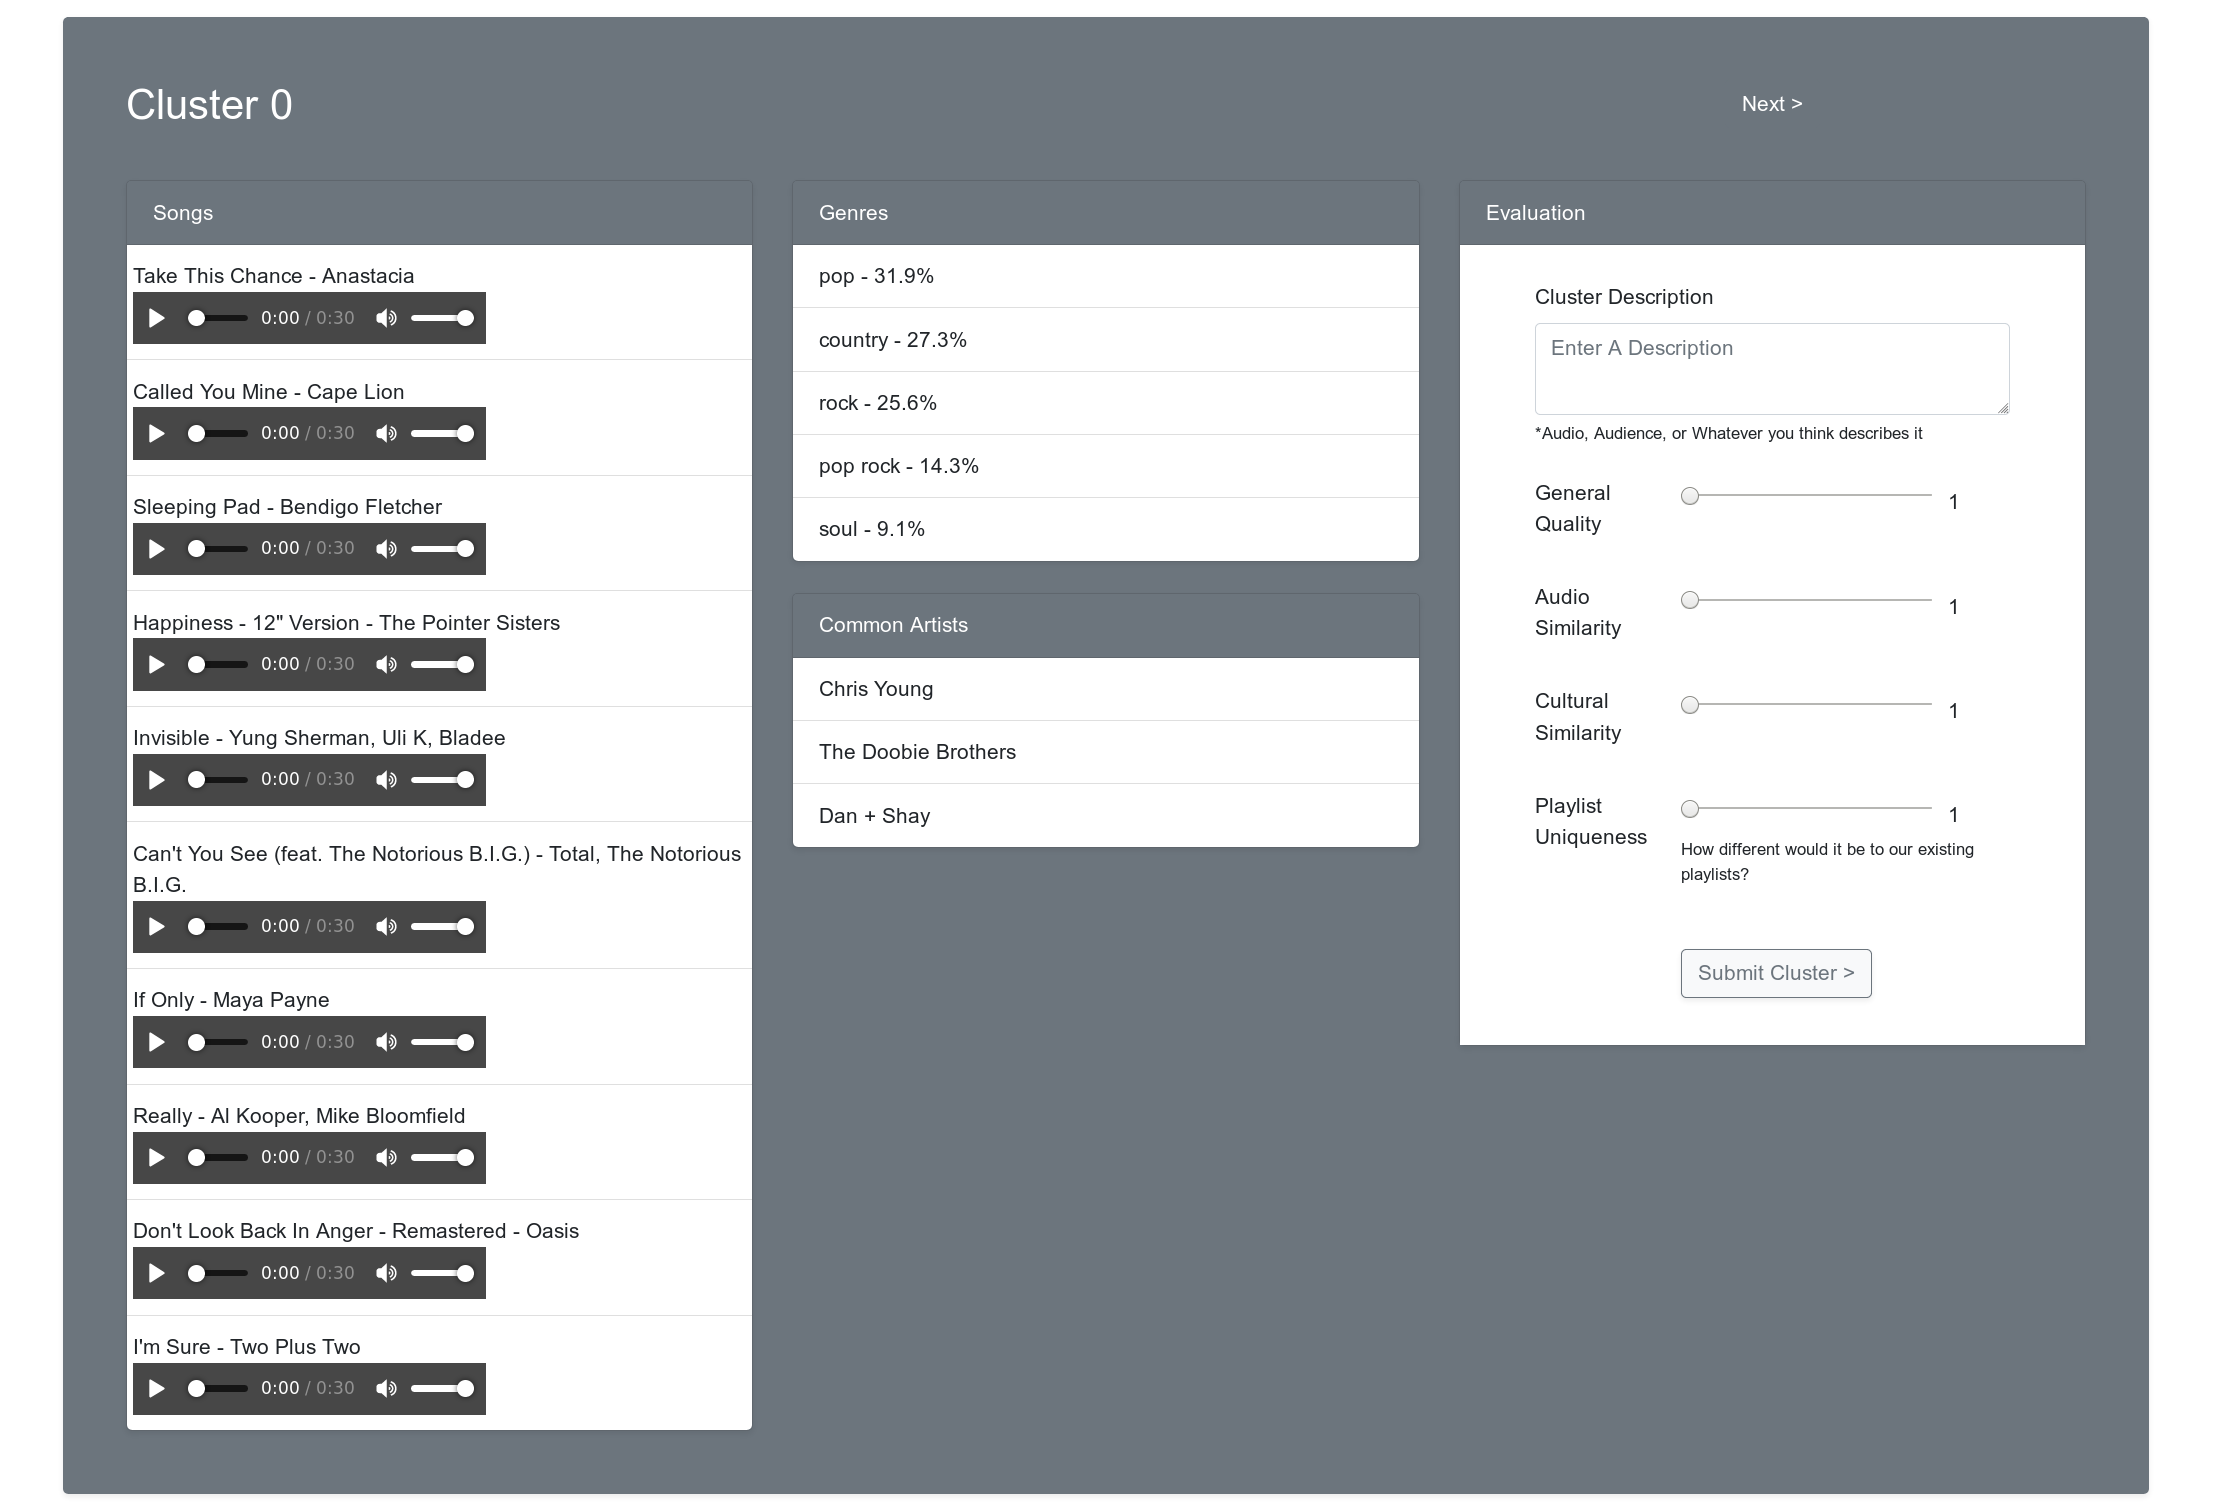 Cluster 0
Next >
Songs
Take This Chance - Anastacia
0:00 / 0:30
Called You Mine - Cape Lion
0:00 / 0:30
Sleeping Pad - Bendigo Fletcher
0:00 / 0:30
Happiness - 12" Version - The Pointer Sisters
0:00 / 0:30
Invisible - Yung Sherman, Uli K, Bladee
0:00 / 0:30
Can't You See (feat. The Notorious B.I.G.) - Total, The Notorious
B.I.G.
0:00 / 0:30
If Only - Maya Payne
0:00 / 0:30
Really - Al Kooper, Mike Bloomfield
0:00 / 0:30
Don't Look Back In Anger - Remastered - Oasis
0:00 / 0:30
I'm Sure - Two Plus Two
0:00 / 0:30
Genres
pop - 31.9%
country - 27.3%
rock - 25.6%
pop rock - 14.3%
soul - 9.1%
Common Artists
Chris Young
The Doobie Brothers
Dan + Shay
Evaluation
Cluster Description
Enter A Description
*Audio, Audience, or Whatever you think describes it
General
Quality
1
Audio
Similarity
1
Cultural
Similarity
1
Playlist
Uniqueness
1
How different would it be to our existing
playlists?
Submit Cluster >